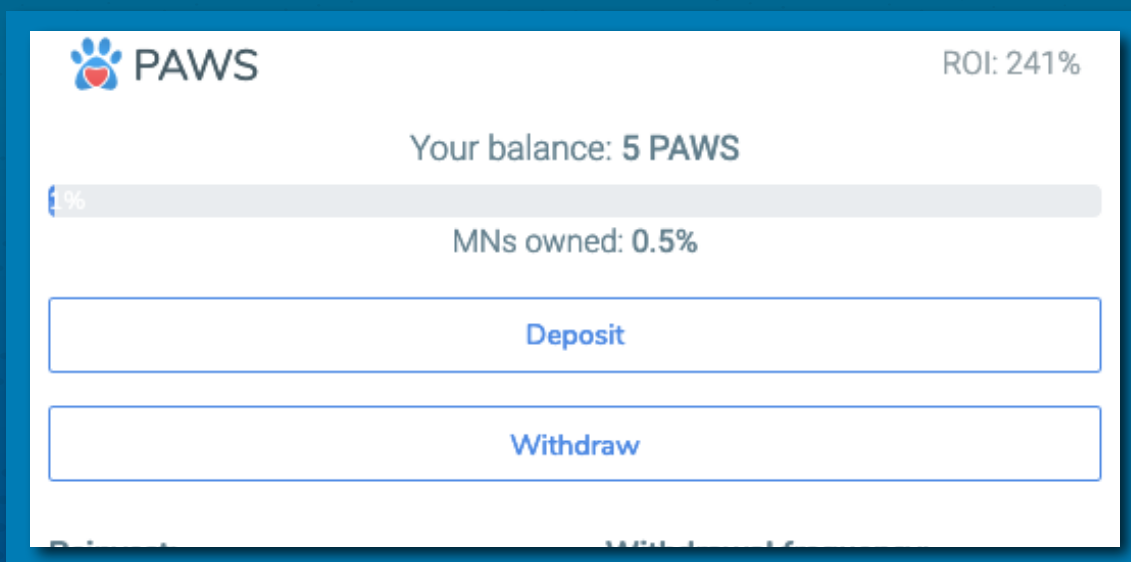 PAWS ROI: 241%
Your balance: 5 PAWS
1%
MNs owned: 0.5%
Deposit
Withdraw